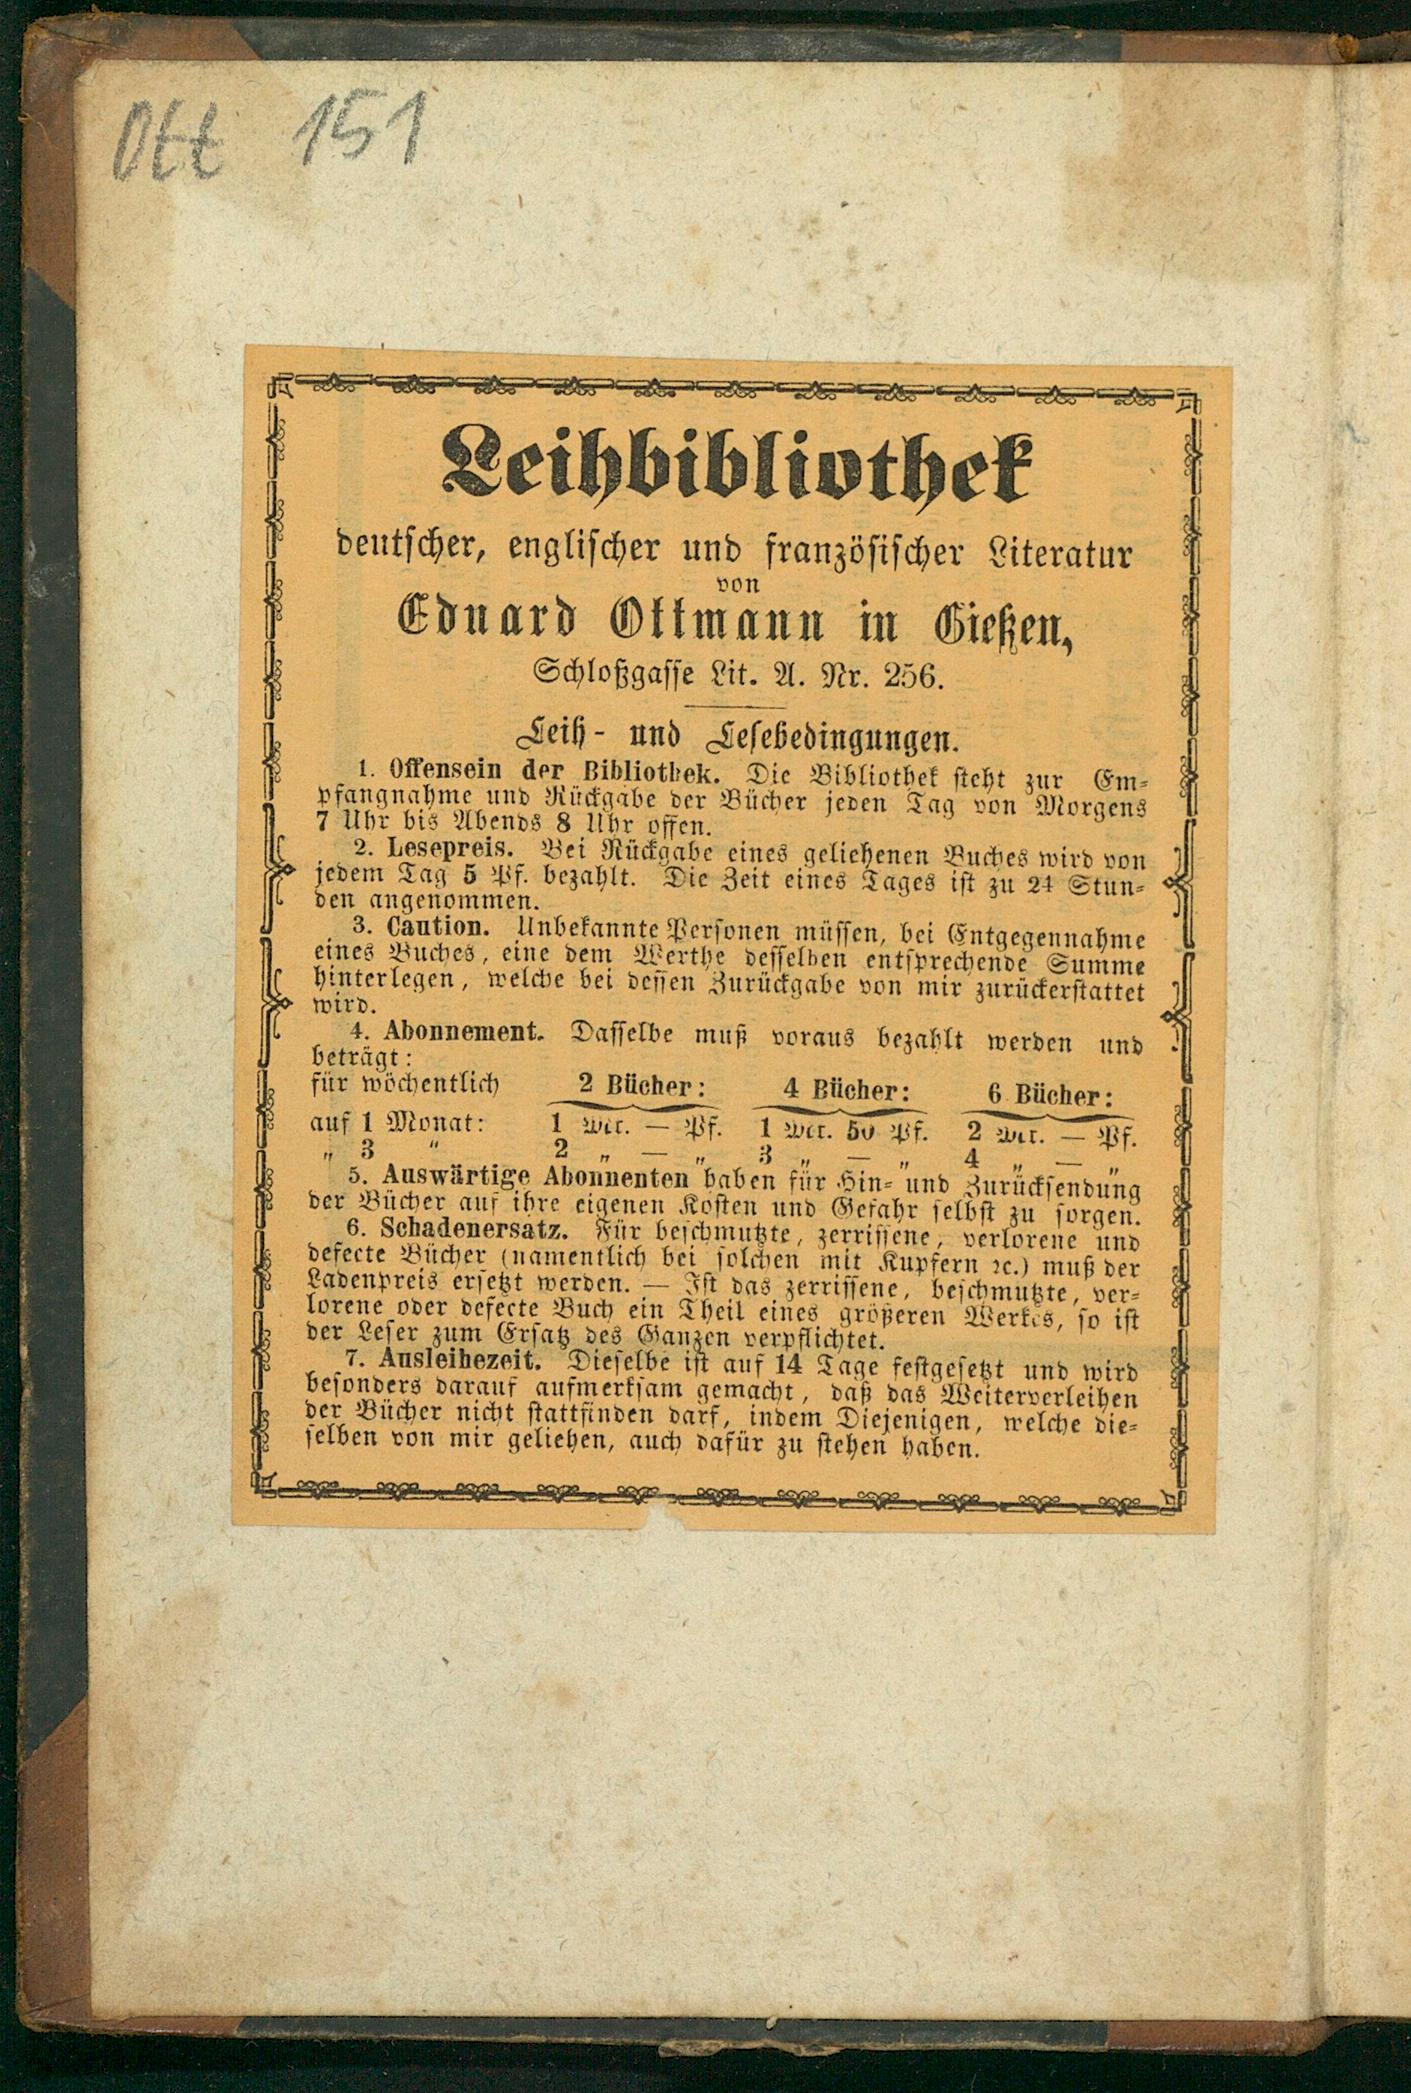 Ott 151
Leihbibliothek
deutscher, englischer und französischer Literatur
von
Eduard Ottmann in Gießen,
Schloßgasse Lit. A. Nr. 256.
Leih- und Lesebedingungen.
1. Offensein der Bibliothek. Die Bibliothek steht zur Em-
pfangnahme und Rückgabe der Bücher jeden Tag von Morgens
7 Uhr bis Abends 8 Uhr offen.
2. Lesepreis. Bei Rückgabe eines geliehenen Buches wird von
jedem Tag 5 Pf. bezahlt. Die Zeit eines Tages ist zu 24 Stun-
den angenommen.
3. Caution. Unbekannte Personen müssen, bei Entgegennahme
eines Buches, eine dem Werthe desselben entsprechende Summe
hinterlegen, welche bei dessen Zurückgabe von mir zurückerstattet
wird.
4. Abonnement. Dasselbe muß voraus bezahlt werden und
beträgt:
für wöchentlich 2 Bücher: 4 Bücher: 6 Bücher:
auf 1 Monat: 1 Mk. — Pf. 1 Mk. 50 Pf. 2 Mk. — Pf.
„ 3 „ 2 „ — „ 3 „ — „ 4 „ — „
5. Auswärtige Abonnenten haben für Hin- und Zurücksendung
der Bücher auf ihre eigenen Kosten und Gefahr selbst zu sorgen.
6. Schadenersatz. Für beschmutzte, zerrissene, verlorene und
defecte Bücher (namentlich bei solchen mit Kupfern ꝛc.) muß der
Ladenpreis ersetzt werden. — Ist das zerrissene, beschmutzte, ver-
lorene oder defecte Buch ein Theil eines größeren Werkes, so ist
der Leser zum Ersatz des Ganzen verpflichtet.
7. Ausleihezeit. Dieselbe ist auf 14 Tage festgesetzt und wird
besonders darauf aufmerksam gemacht, daß das Weiterverleihen
der Bücher nicht stattfinden darf, indem Diejenigen, welche die-
selben von mir geliehen, auch dafür zu stehen haben.